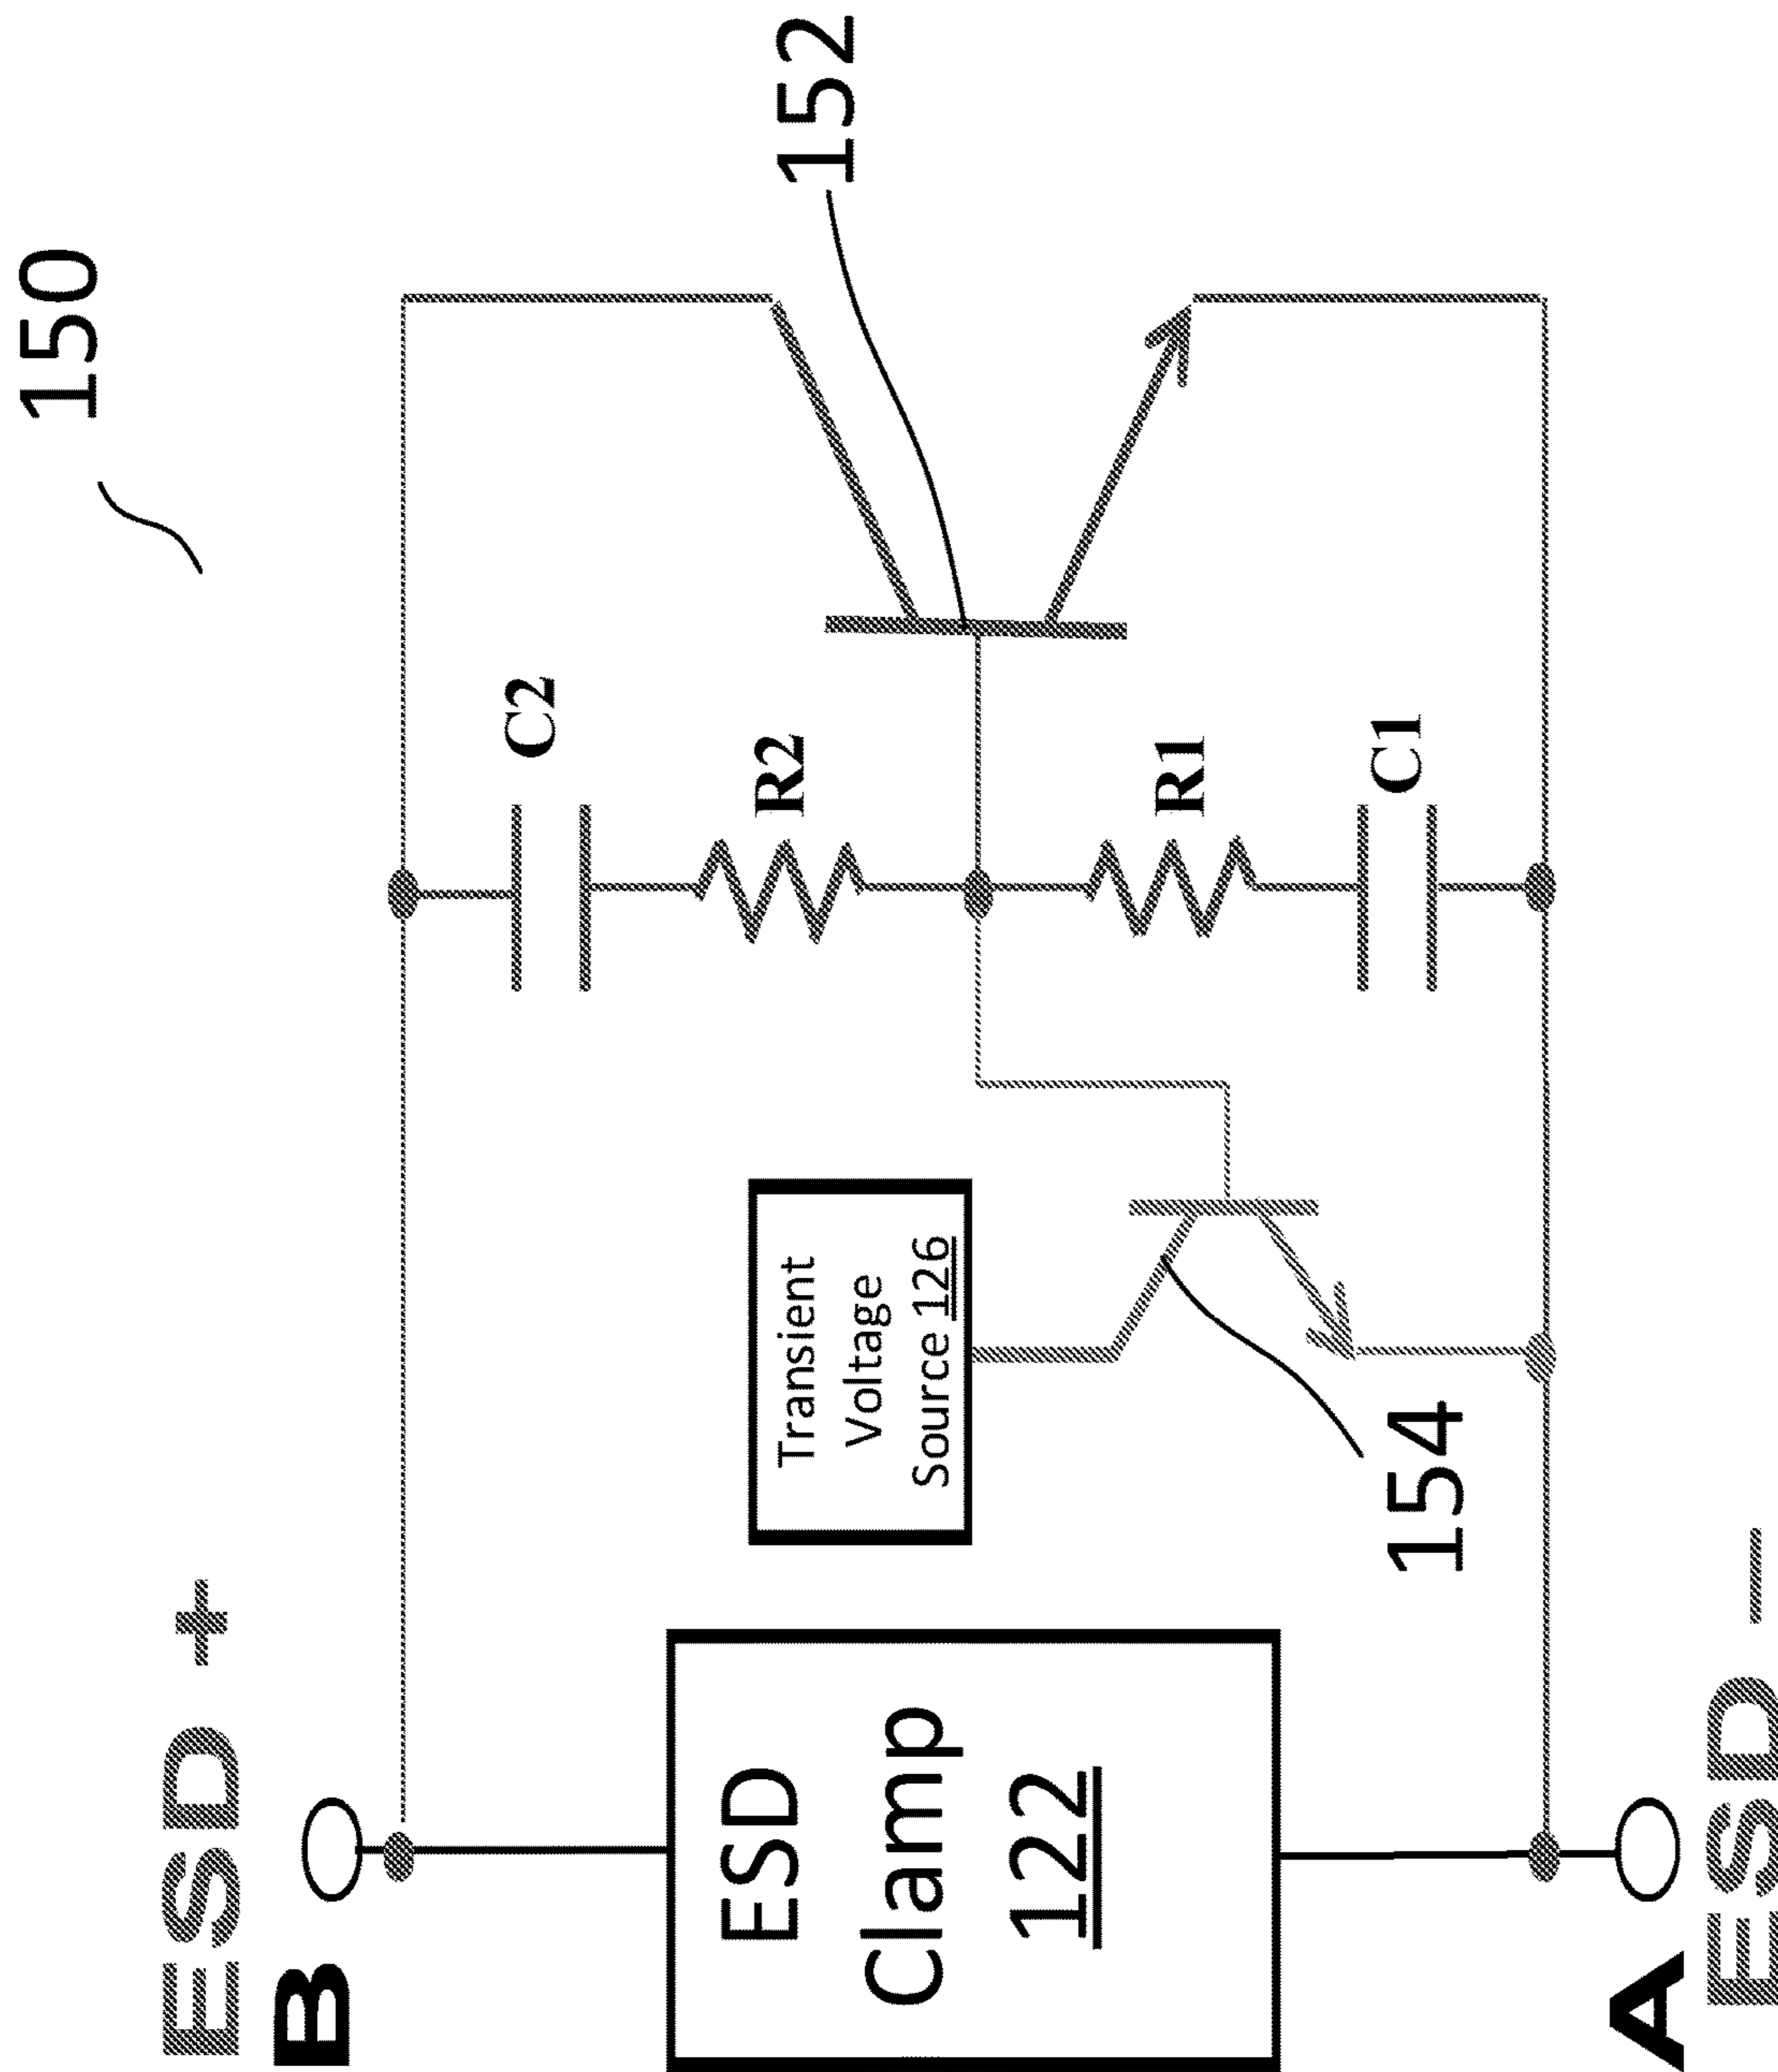 150
ESD +
B
C2
152
R2
Transient
Voltage
Source 126
ESD
Clamp
122
R1
C1
154
A
ESD −